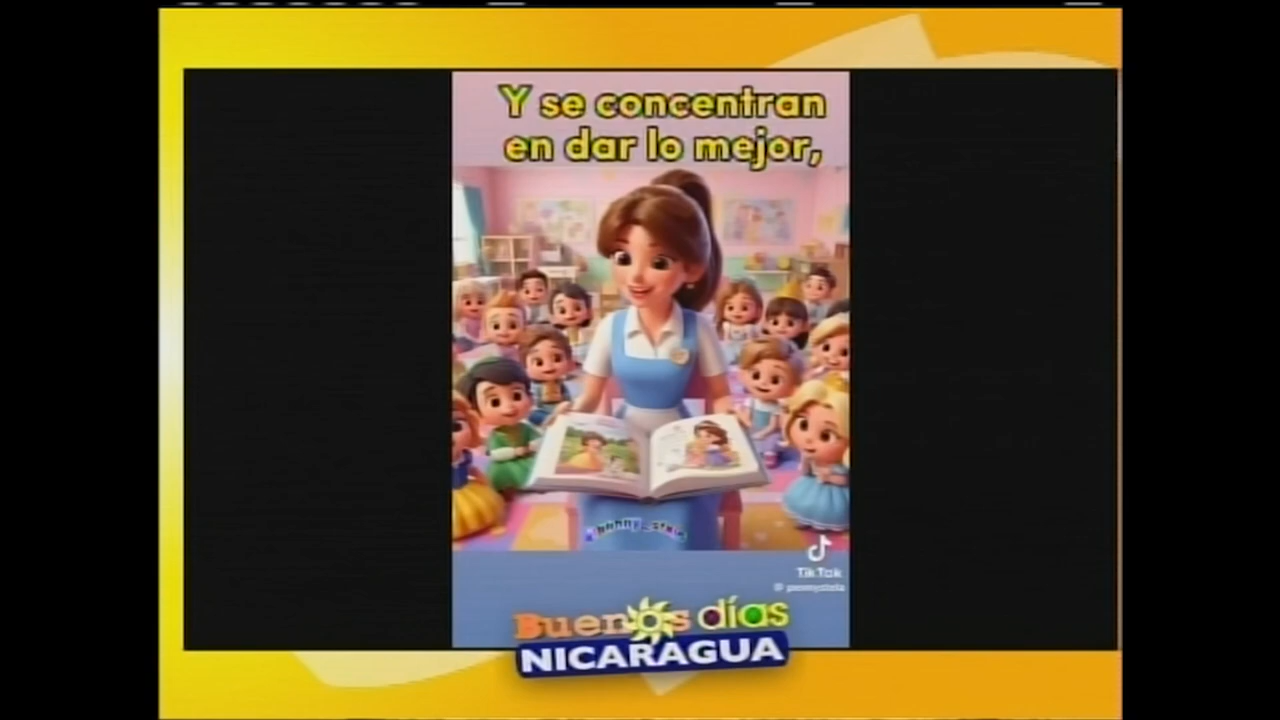 Y se concentran
en dar lo mejor,
TikTok
Buenos días
NICARAGUA